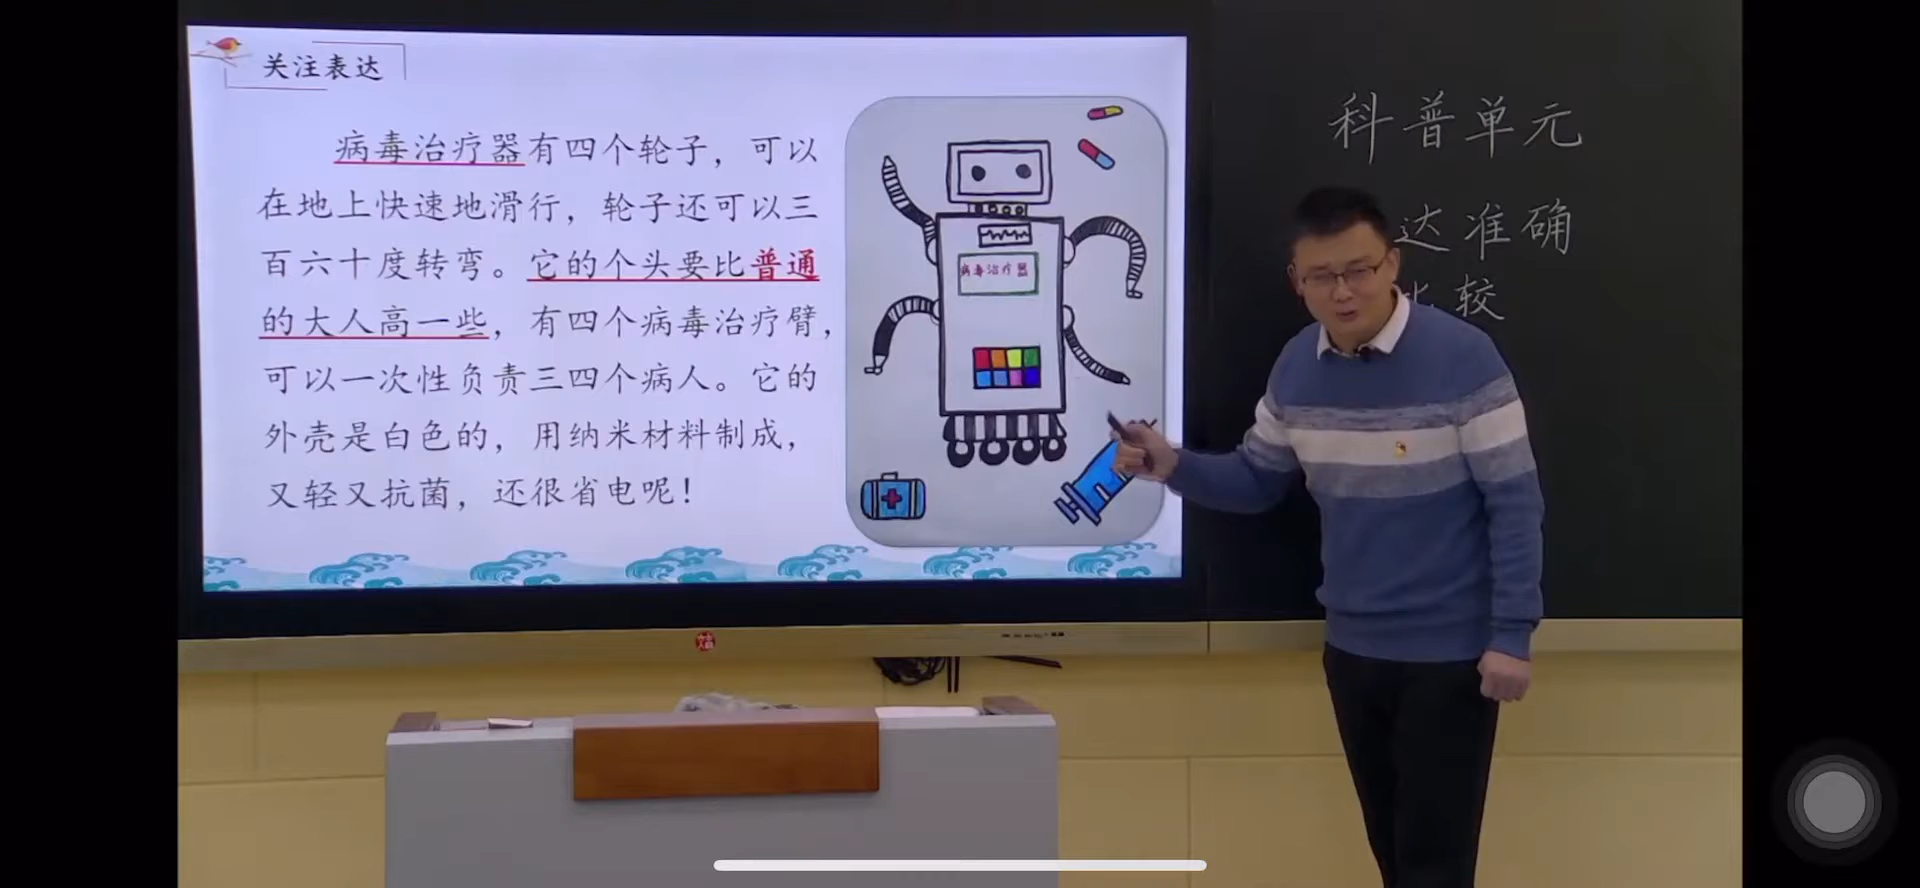 关注表达
病毒治疗器有四个轮子，可以
在地上快速地滑行，轮子还可以三
百六十度转弯。它的个头要比普通
的大人高一些，有四个病毒治疗臂，
可以一次性负责三四个病人。它的
外壳是白色的，用纳米材料制成，
又轻又抗菌，还很省电呢！
病毒治疗器
科普单元
达准确
比较